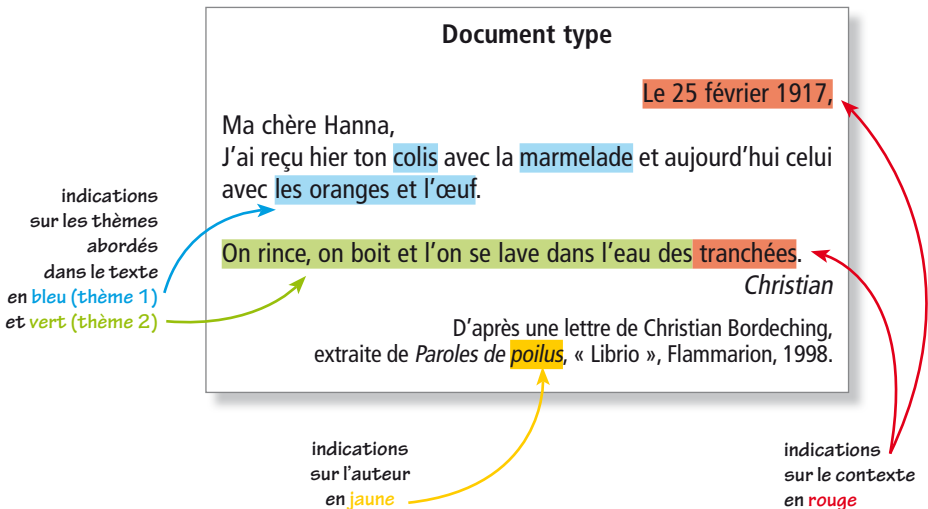 Document type
Le 25 février 1917,
Ma chère Hanna,
J'ai reçu hier ton colis avec la marmelade et aujourd'hui celui
avec les oranges et l'œuf.
On rince, on boit et l'on se lave dans l'eau des tranchées.
Christian
D'après une lettre de Christian Bordeching,
extraite de Paroles de poilus, « Librio », Flammarion, 1998.
indications
sur les thèmes
abordés
dans le texte
en bleu (thème 1)
et vert (thème 2)
indications
sur l'auteur
en jaune
indications
sur le contexte
en rouge